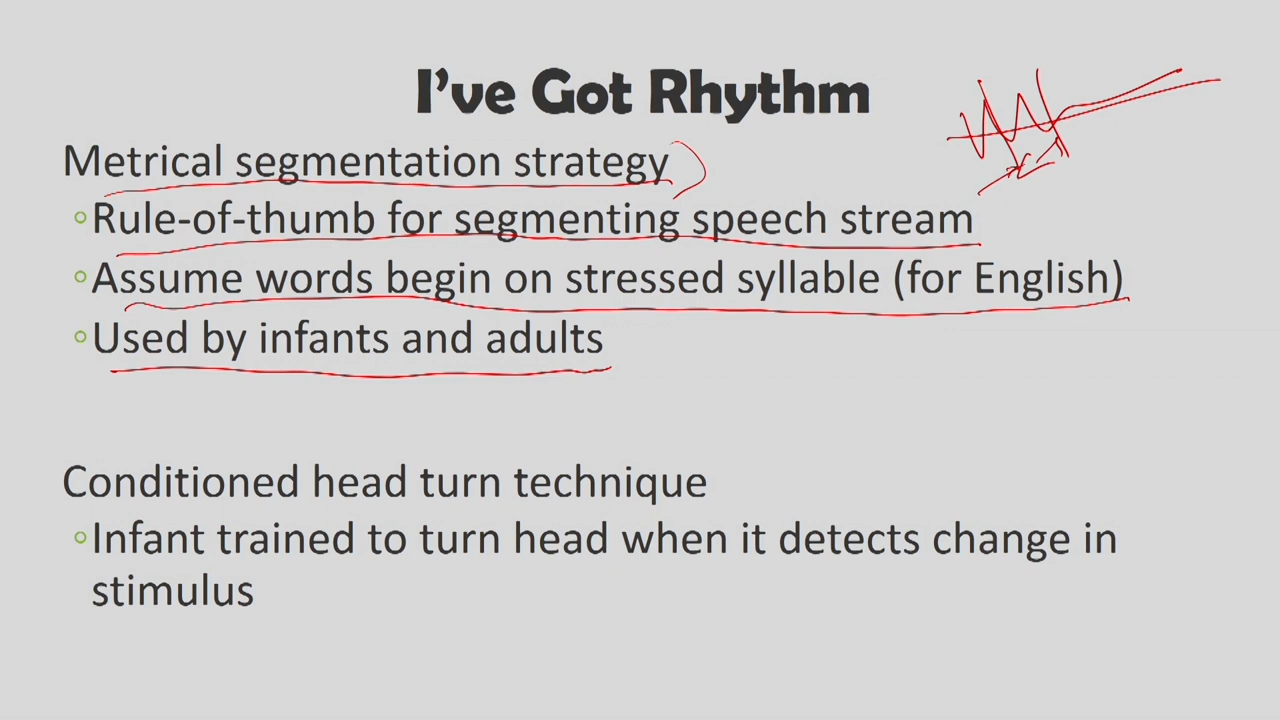 I've Got Rhythm
Metrical segmentation strategy
◦Rule-of-thumb for segmenting speech stream
◦Assume words begin on stressed syllable (for English)
◦Used by infants and adults
Conditioned head turn technique
◦Infant trained to turn head when it detects change in
stimulus